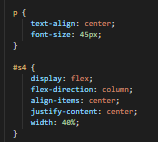 p {
    text-align: center;
    font-size: 45px;
}

#s4 {
    display: flex;
    flex-direction: column;
    align-items: center;
    justify-content: center;
    width: 40%;
}